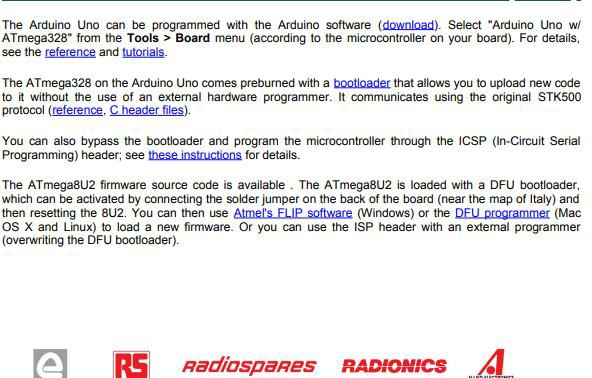 The Arduino Uno can be programmed with the Arduino software (download). Select "Arduino Uno w/
ATmega328" from the Tools > Board menu (according to the microcontroller on your board). For details,
see the reference and tutorials.
The ATmega328 on the Arduino Uno comes preburned with a bootloader that allows you to upload new code
to it without the use of an external hardware programmer. It communicates using the original STK500
protocol (reference, C header files).
You can also bypass the bootloader and program the microcontroller through the ICSP (In-Circuit Serial
Programming) header; see these instructions for details.
The ATmega8U2 firmware source code is available . The ATmega8U2 is loaded with a DFU bootloader,
which can be activated by connecting the solder jumper on the back of the board (near the map of Italy) and
then resetting the 8U2. You can then use Atmel's FLIP software (Windows) or the DFU programmer (Mac
OS X and Linux) to load a new firmware. Or you can use the ISP header with an external programmer
(overwriting the DFU bootloader).
e RS radiospares RADIONICS A